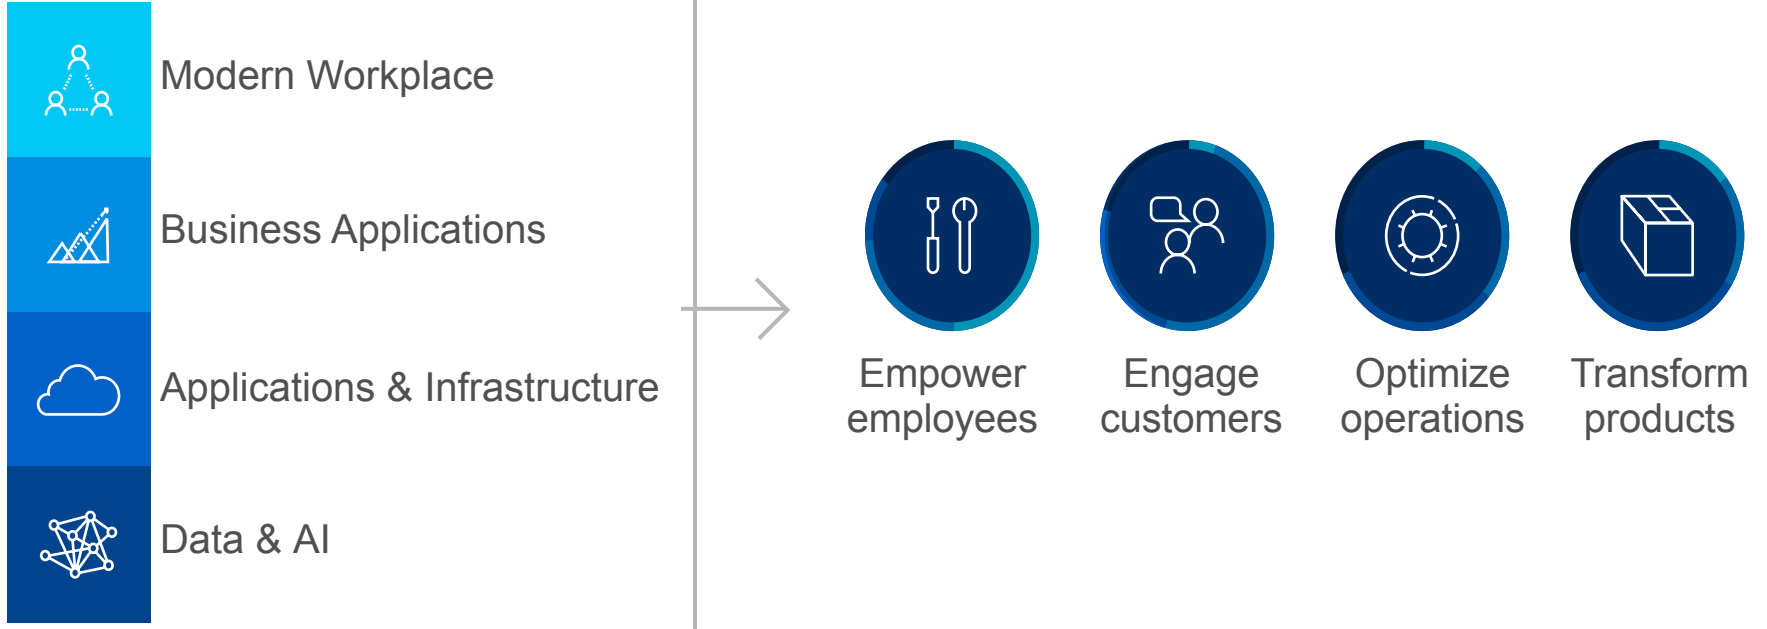 Modern Workplace
Business Applications
Applications & Infrastructure
Data & AI
Empower
employees
Engage
customers
Optimize
operations
Transform
products